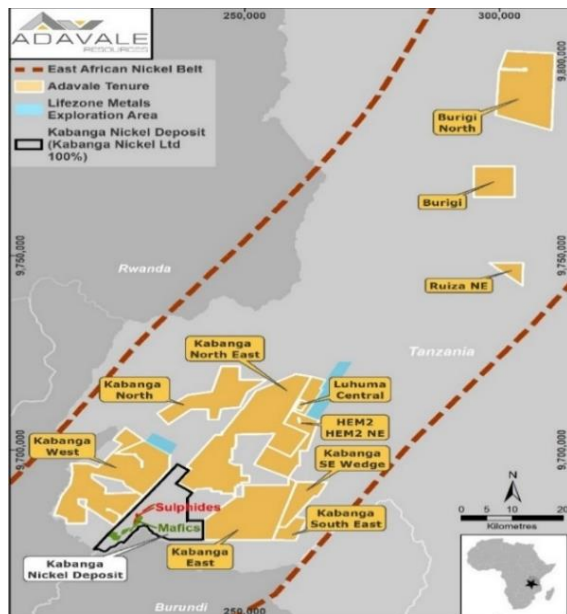 250,000
300,000
ADAVALE
RESOURCES
East African Nickel Belt
Adavale Tenure
Lifezone Metals
Exploration Area
Kabanga Nickel Deposit
(Kabanga Nickel Ltd
100%)
9,800,000
Burigi
North
Burigi
9,750,000
9,750,000
Rwanda
Ruiza NE
Tanzania
Kabanga
North East
Kabanga
North
Luhuma
Central
HEM2
HEM2 NE
Kabanga
West
Kabanga
SE Wedge
9,700,000
9,700,000
N
Sulphides
Mafics
Kabanga
South East
0
10
20
Kilometres
Kabanga
Nickel Deposit
Kabanga
East
Burundi
250,000